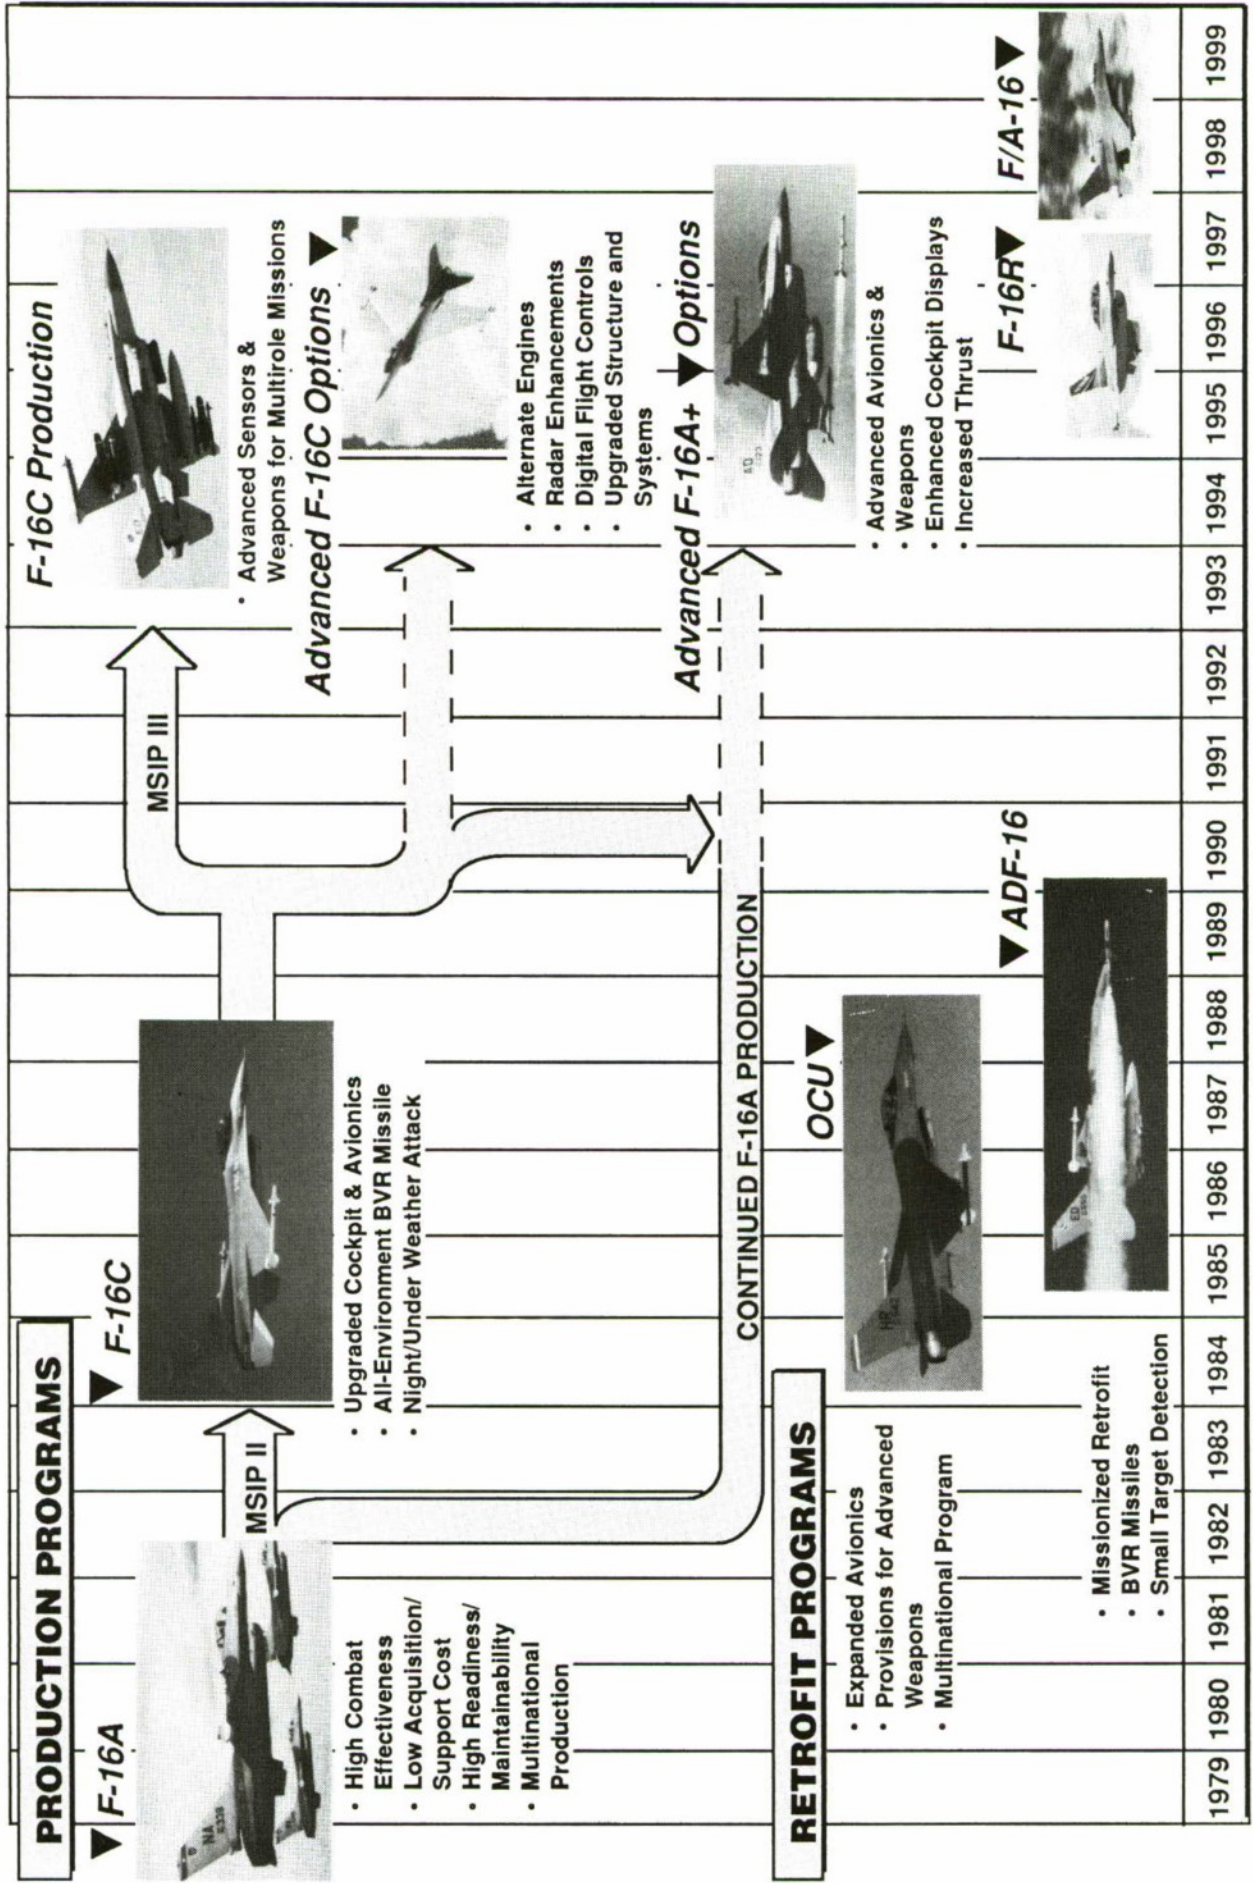 PRODUCTION PROGRAMS
F-16A
NA
• High Combat
Effectiveness
• Low Acquisition/
Support Cost
• High Readiness/
Maintainability
• Multinational
Production
MSIP II
F-16C
• Upgraded Cockpit & Avionics
• All-Environment BVR Missile
• Night/Under Weather Attack
MSIP III
F-16C Production
• Advanced Sensors &
Weapons for Multirole Missions
Advanced F-16C Options
• Alternate Engines
• Radar Enhancements
• Digital Flight Controls
• Upgraded Structure and
Systems
CONTINUED F-16A PRODUCTION
Advanced F-16A+ Options
• Advanced Avionics &
• Weapons
• Enhanced Cockpit Displays
• Increased Thrust
RETROFIT PROGRAMS
• Expanded Avionics
• Provisions for Advanced
Weapons
• Multinational Program
OCU
HR
• Missionized Retrofit
• BVR Missiles
• Small Target Detection
ADF-16
ED
F-16R
F/A-16
1979 1980 1981 1982 1983 1984 1985 1986 1987 1988 1989 1990 1991 1992 1993 1994 1995 1996 1997 1998 1999